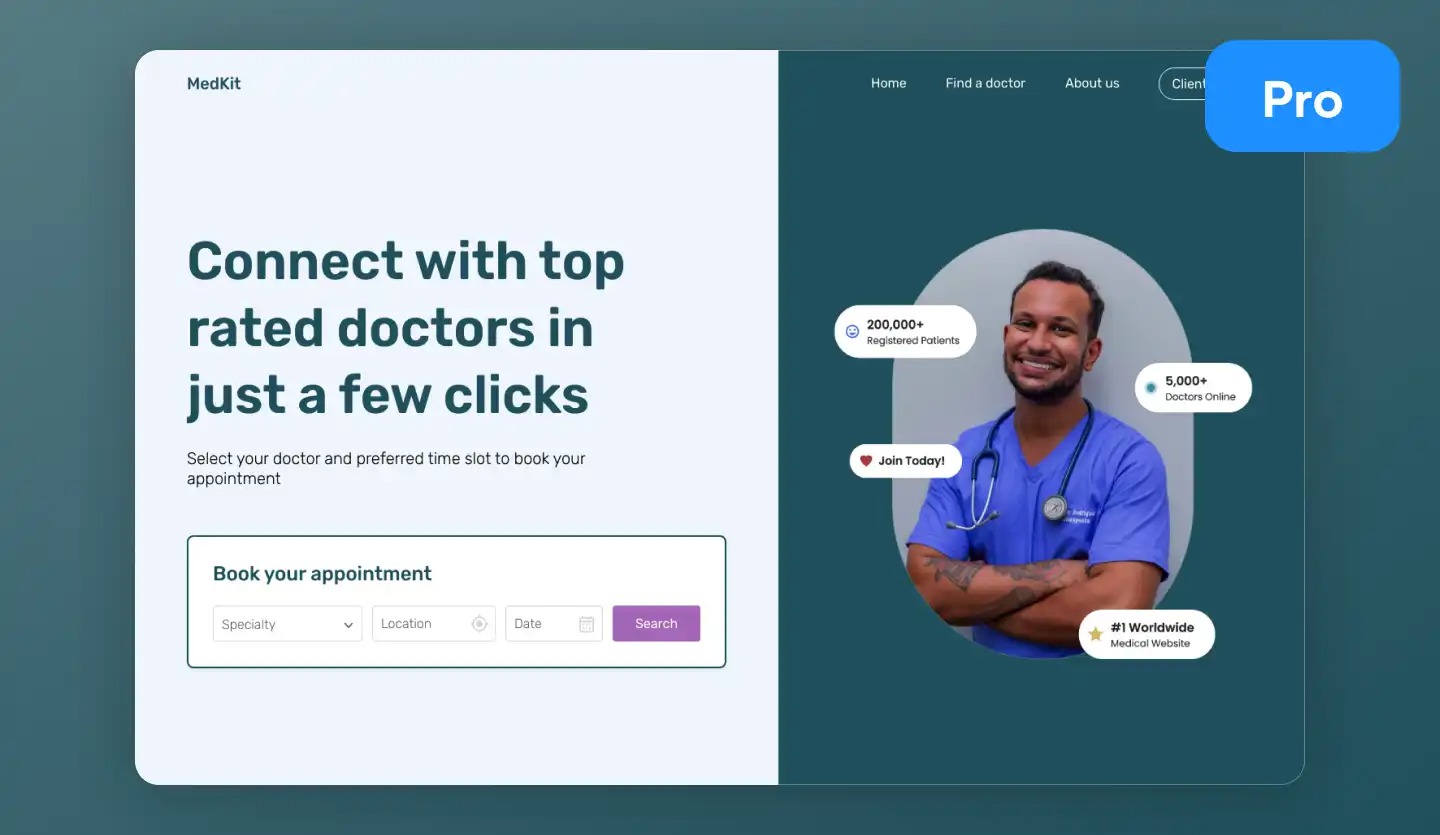 MedKit
Home
Find a doctor
About us
Client
Pro
Connect with top
rated doctors in
just a few clicks
Select your doctor and preferred time slot to book your
appointment
Book your appointment
Specialty
Location
Date
Search
200,000+
Registered Patients
5,000+
Doctors Online
Join Today!
#1 Worldwide
Medical Website